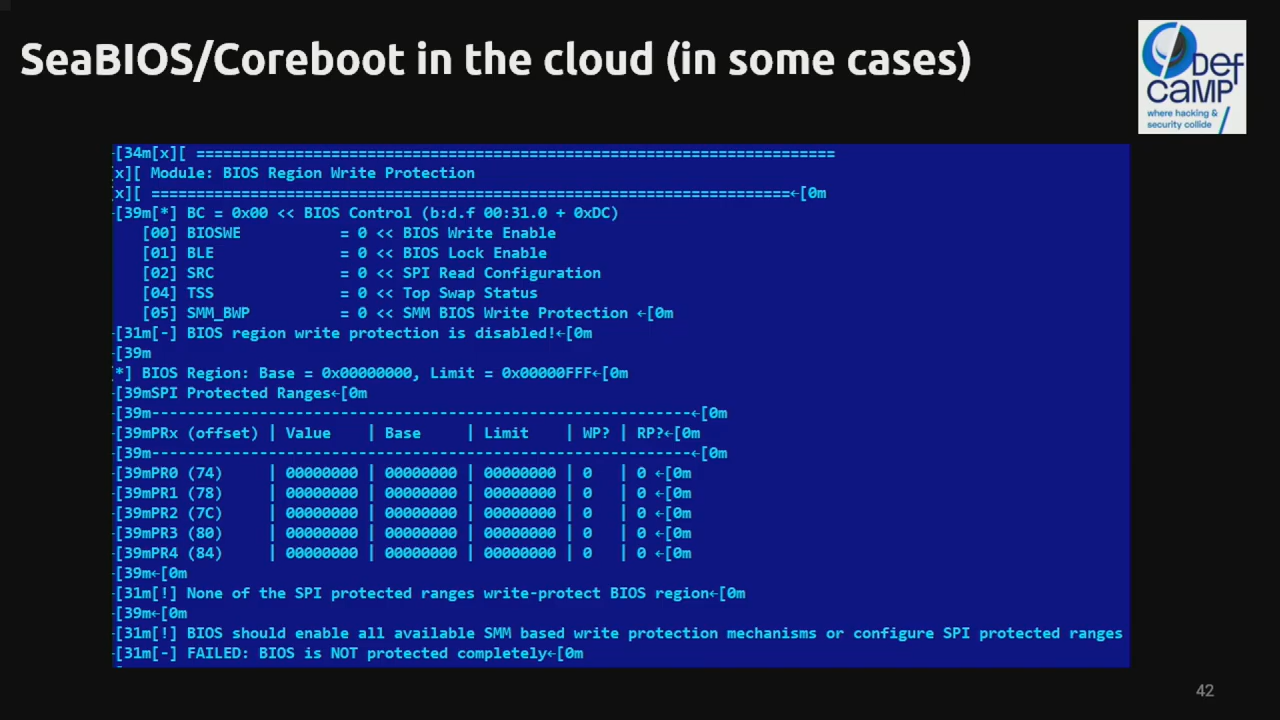 SeaBIOS/Coreboot in the cloud (in some cases)
DefCamp
where hacking &
security collide
←[34m[x][ =======================================================================
x][ Module: BIOS Region Write Protection
x][ =======================================================================←[0m
←[39m[*] BC = 0x00 << BIOS Control (b:d.f 00:31.0 + 0xDC)
[00] BIOSWE = 0 << BIOS Write Enable
[01] BLE = 0 << BIOS Lock Enable
[02] SRC = 0 << SPI Read Configuration
[04] TSS = 0 << Top Swap Status
[05] SMM_BWP = 0 << SMM BIOS Write Protection ←[0m
←[31m[-] BIOS region write protection is disabled!←[0m
←[39m
[*] BIOS Region: Base = 0x00000000, Limit = 0x00000FFF←[0m
←[39mSPI Protected Ranges←[0m
←[39m------------------------------------------------------------←[0m
←[39mPRx (offset) | Value | Base | Limit | WP? | RP?←[0m
←[39m------------------------------------------------------------←[0m
←[39mPR0 (74) | 00000000 | 00000000 | 00000000 | 0 | 0 ←[0m
←[39mPR1 (78) | 00000000 | 00000000 | 00000000 | 0 | 0 ←[0m
←[39mPR2 (7C) | 00000000 | 00000000 | 00000000 | 0 | 0 ←[0m
←[39mPR3 (80) | 00000000 | 00000000 | 00000000 | 0 | 0 ←[0m
←[39mPR4 (84) | 00000000 | 00000000 | 00000000 | 0 | 0 ←[0m
←[39m←[0m
←[31m[!] None of the SPI protected ranges write-protect BIOS region←[0m
←[39m←[0m
←[31m[!] BIOS should enable all available SMM based write protection mechanisms or configure SPI protected ranges
←[31m[-] FAILED: BIOS is NOT protected completely←[0m
42